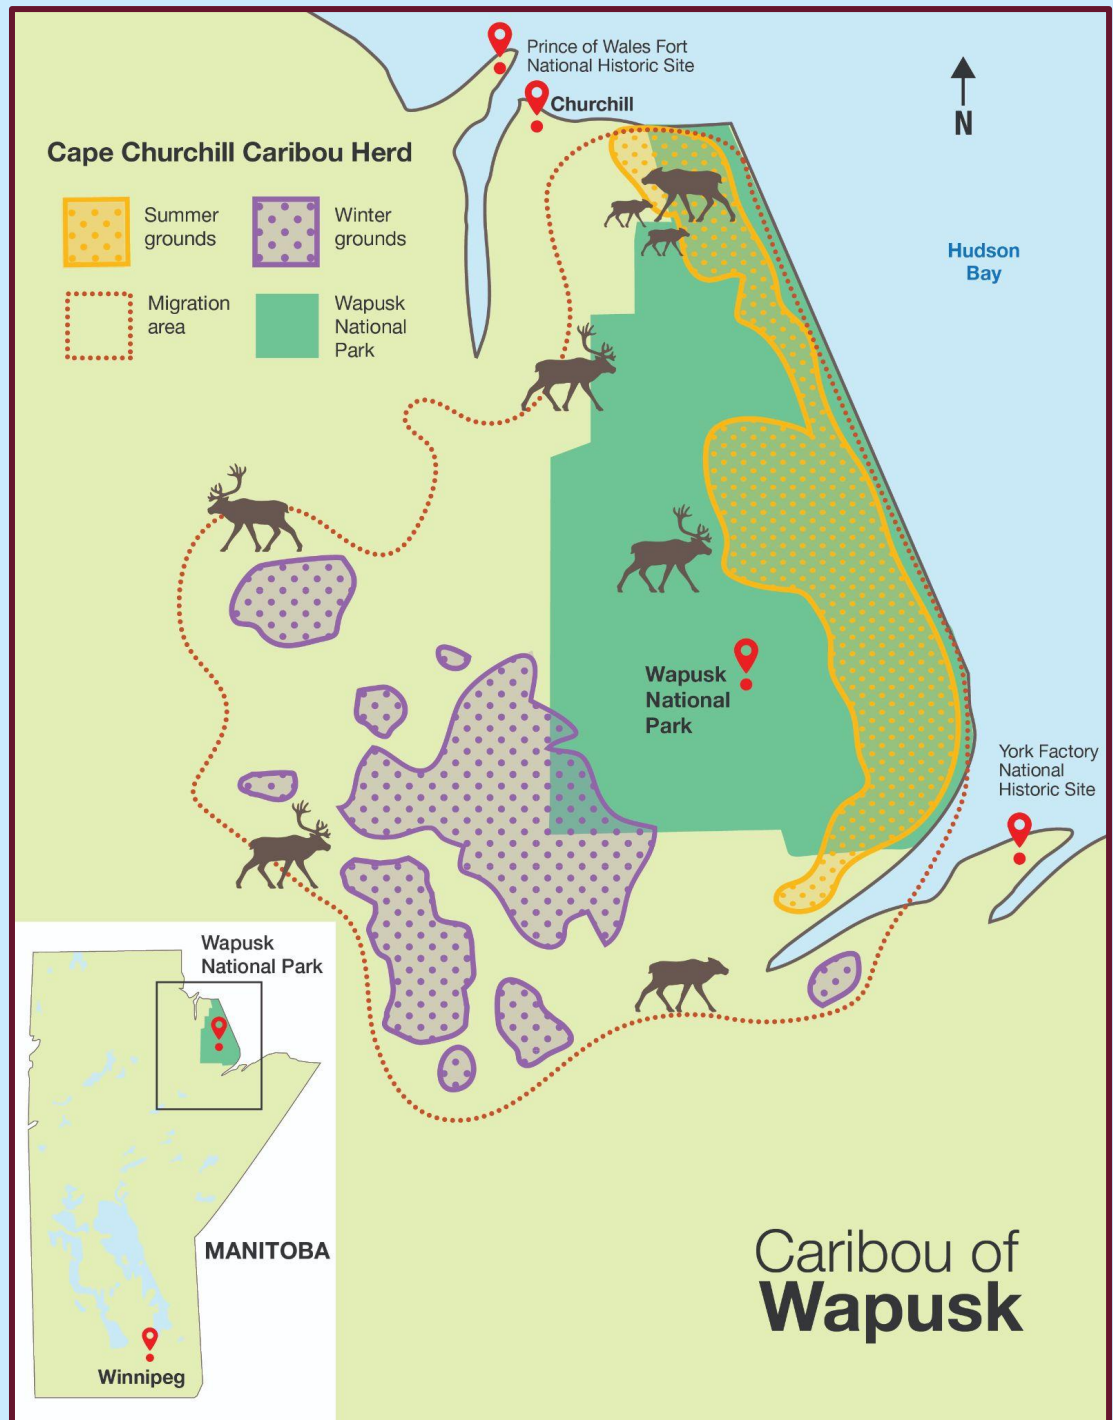 Prince of Wales Fort
National Historic Site
Churchill
N
Cape Churchill Caribou Herd
Summer
grounds
Winter
grounds
Migration
area
Wapusk
National
Park
Hudson
Bay
Wapusk
National
Park
York Factory
National
Historic Site
Wapusk
National Park
MANITOBA
Winnipeg
Caribou of
Wapusk